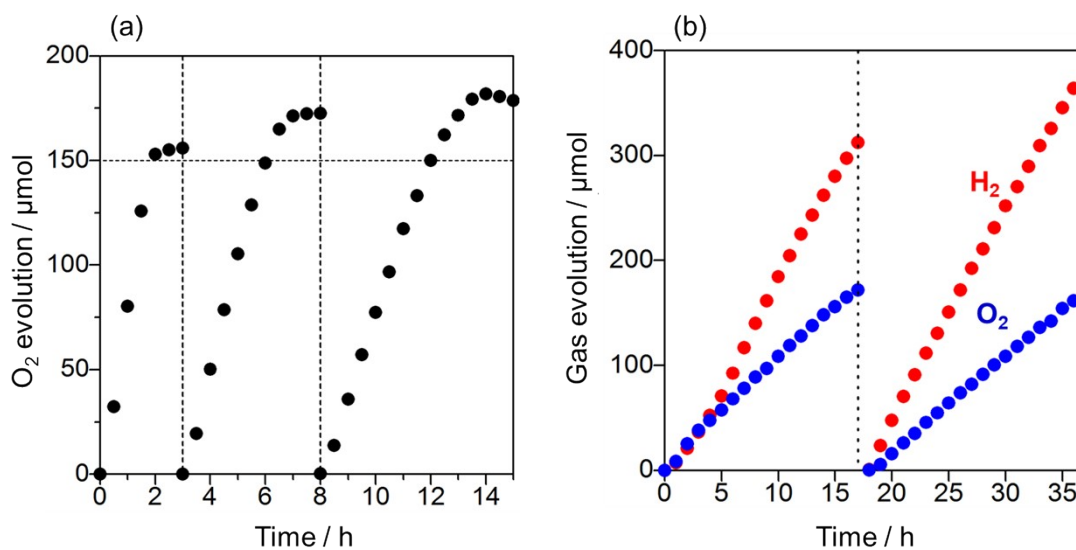 (a)
O₂ evolution / μmol
200
150
100
50
0
0 2 4 6 8 10 12 14
Time / h
(b)
Gas evolution / μmol
400
300
200
100
0
H₂
O₂
0 5 10 15 20 25 30 35
Time / h